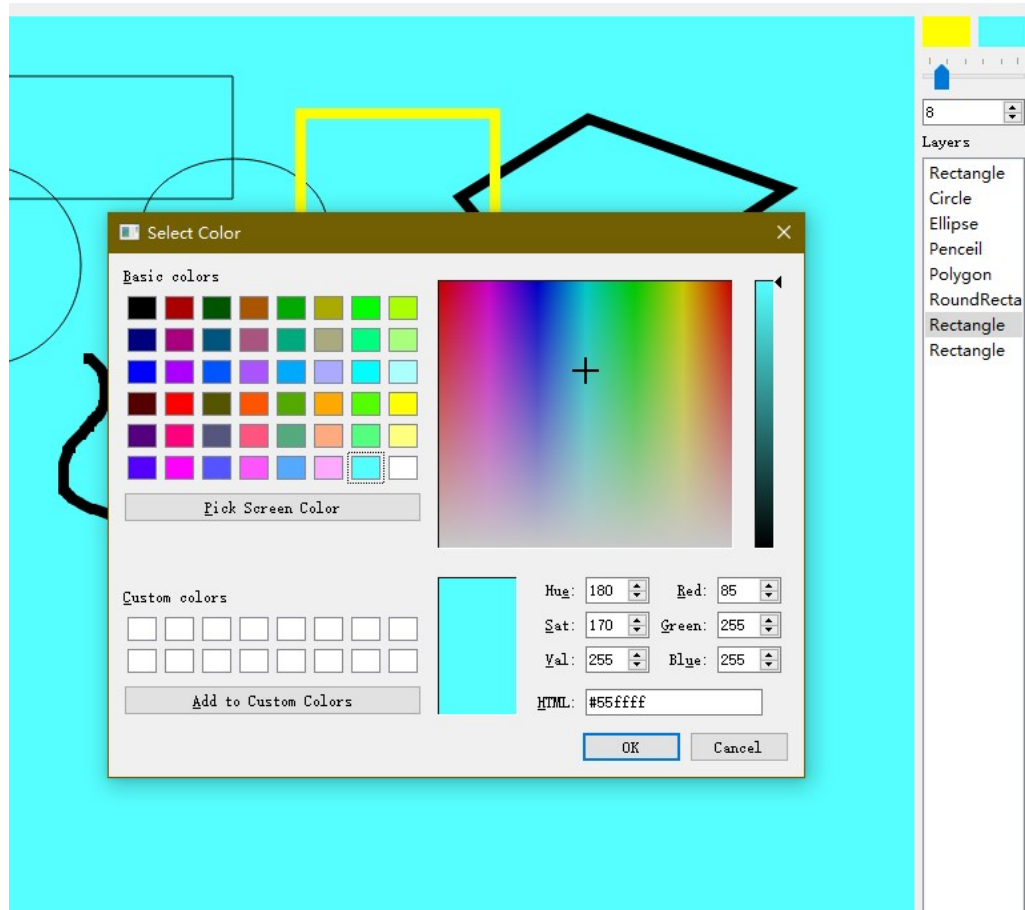 8
Layers
Rectangle
Circle
Ellipse
Penceil
Polygon
RoundRecta
Rectangle
Rectangle
Select Color
Basic colors
Pick Screen Color
Custom colors
Add to Custom Colors
Hue: 180 Red: 85
Sat: 170 Green: 255
Val: 255 Blue: 255
HTML: #55ffff
OK Cancel